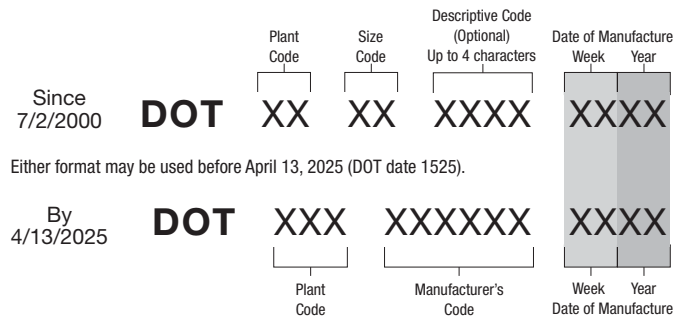 Plant
Code
Size
Code
Descriptive Code
(Optional)
Up to 4 characters
Date of Manufacture
Week Year
Since
7/2/2000
DOT XX XX XXXX XXXX
Either format may be used before April 13, 2025 (DOT date 1525).
By
4/13/2025
DOT XXX XXXXXX XXXX
Plant
Code
Manufacturer's
Code
Week Year
Date of Manufacture